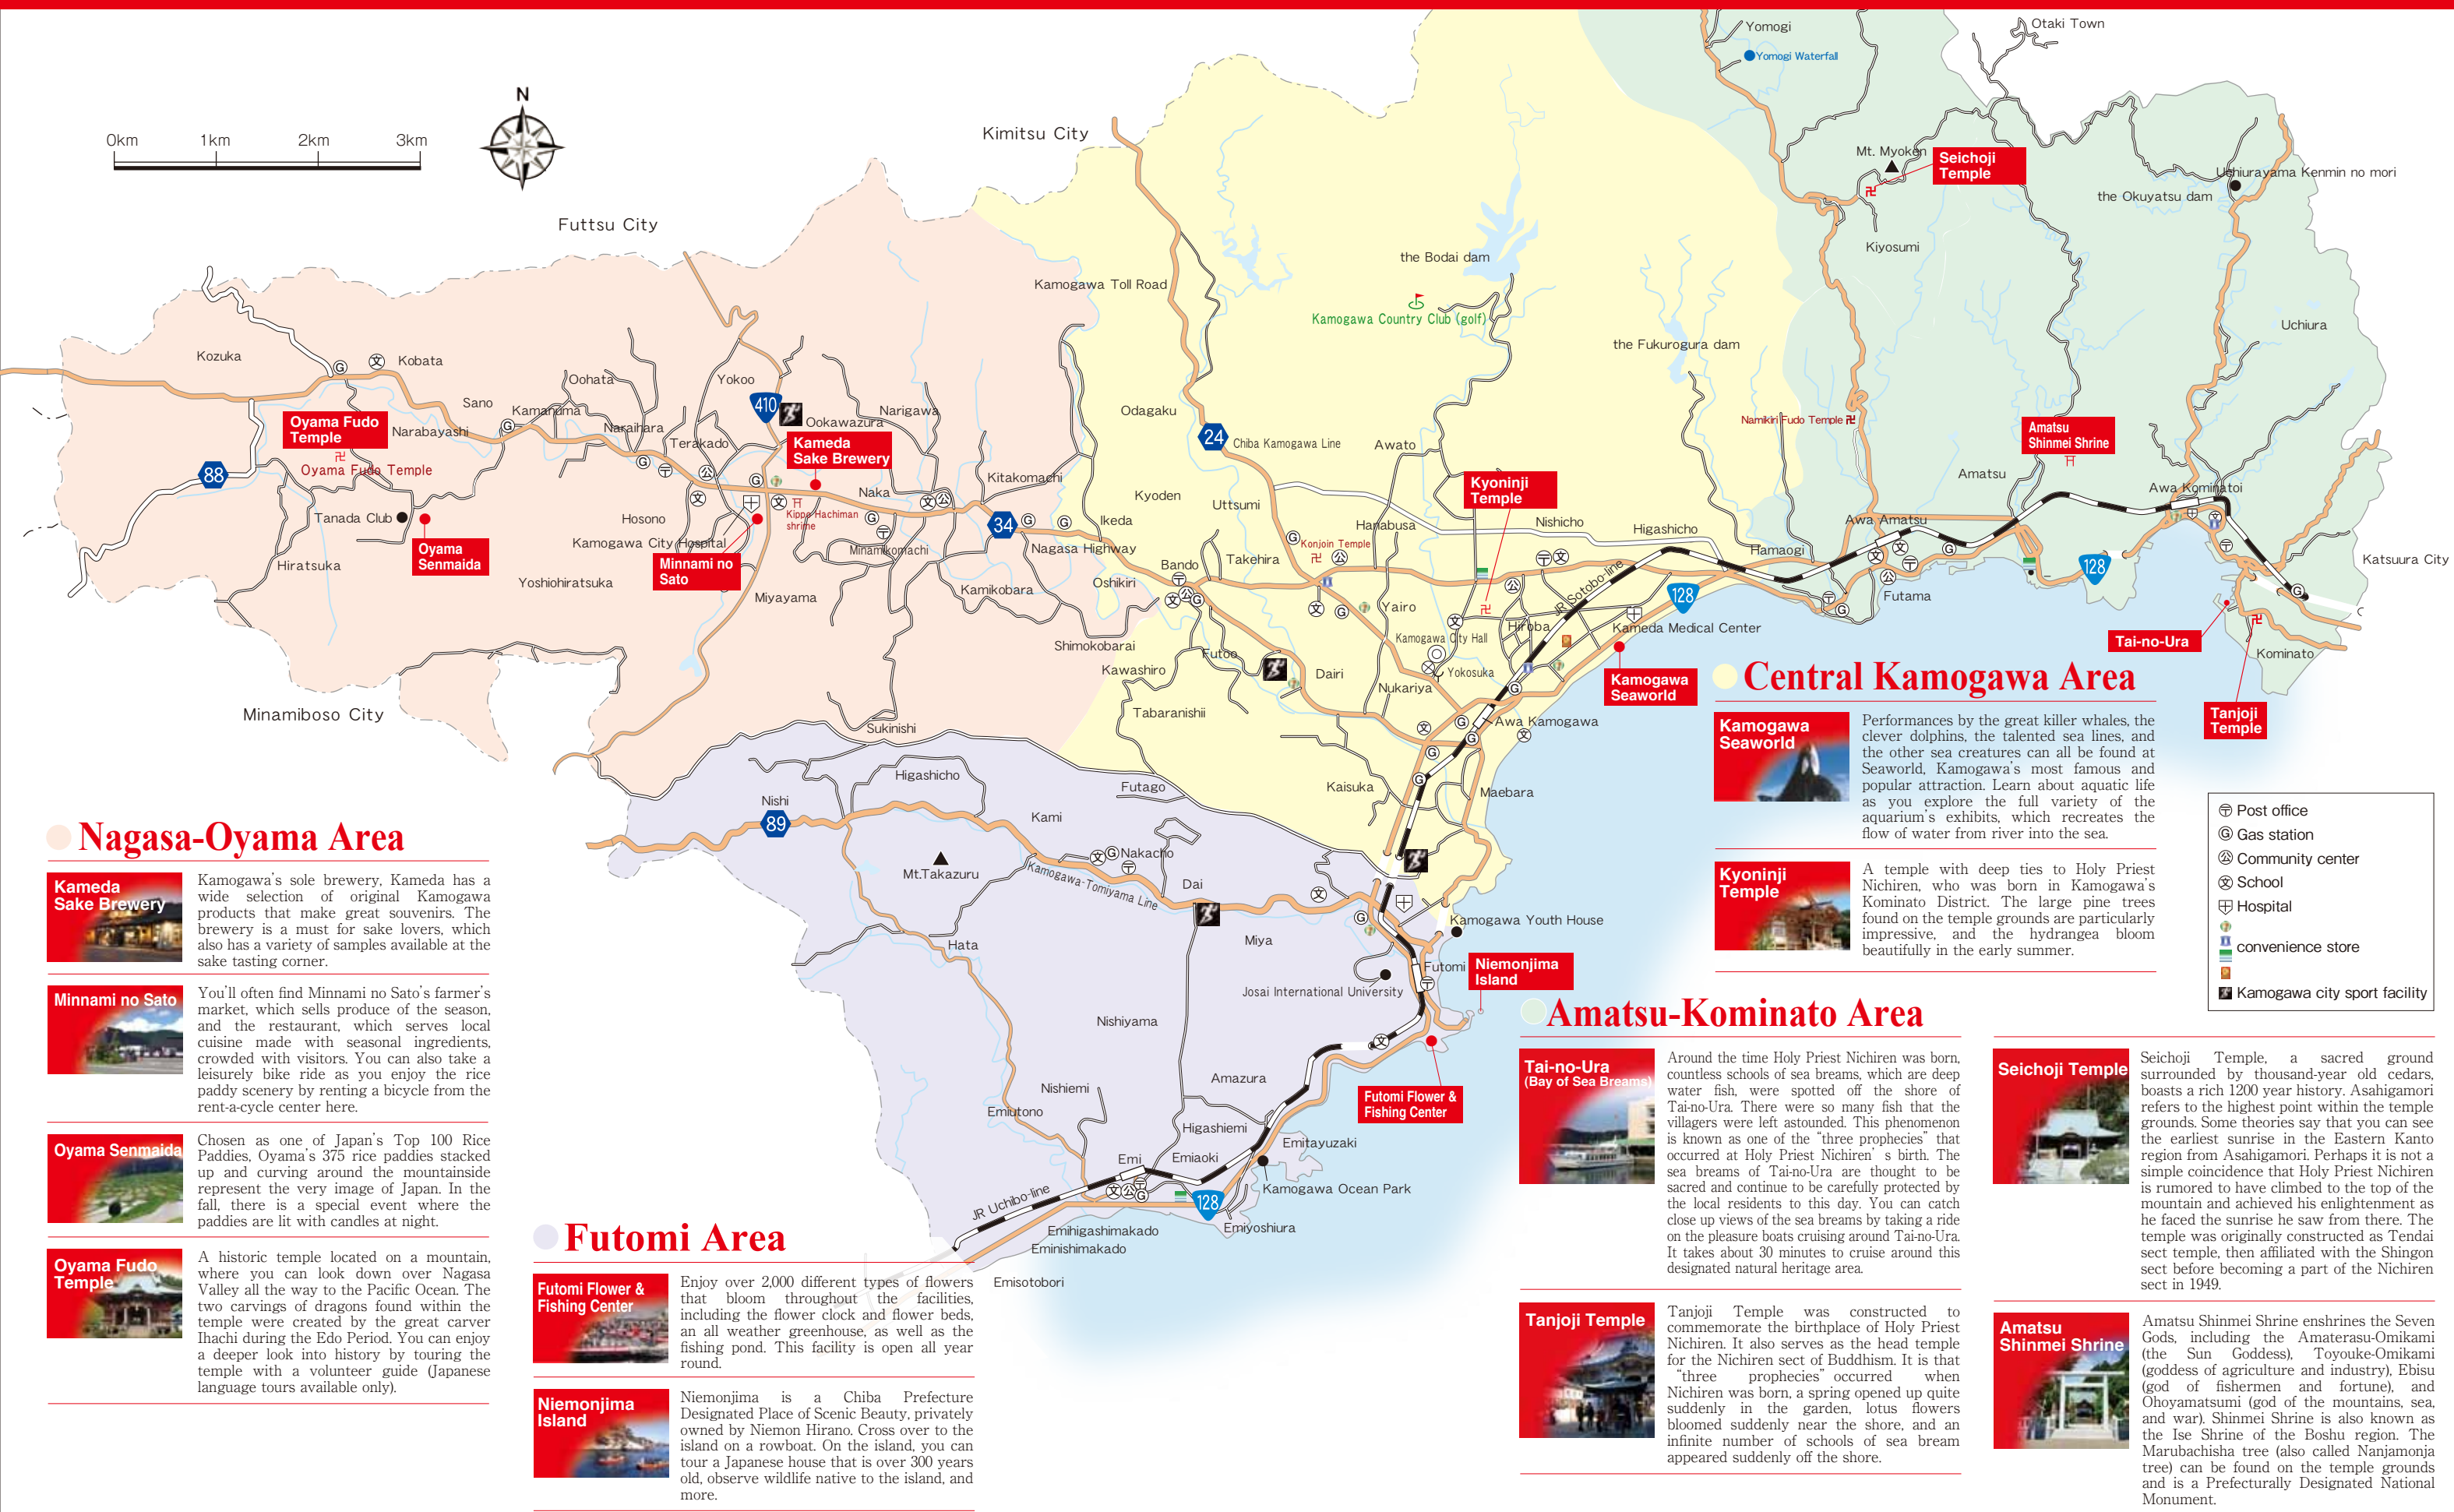 Yomogi
Otaki Town
Yomogi Waterfall
0km 1km 2km 3km
N
Kimitsu City
Mt. Myoken
Seichoji
Temple
Uchiurayama Kenmin no mori
the Okuyatsu dam
Futtsu City
Kiyosumi
the Bodai dam
Kamogawa Toll Road
Kamogawa Country Club (golf)
Uchiura
the Fukurogura dam
Kozuka
Kobata
Oohata
Yokoo
Sano
Kamanuma
410
Narigawa
Ookawazura
Odagaku
Oyama Fudo
Temple
Narabayashi
Naraihara
Terakado
Kameda
Sake Brewery
24
Chiba Kamogawa Line
Awato
Namikiri Fudo Temple
Amatsu
Shinmei Shrine
88
Oyama Fudo Temple
Kitakomachi
Kyoninji
Temple
Amatsu
Awa Kominatoi
Naka
Kyoden
Uttsumi
Tanada Club
Hosono
Kippo Hachiman
shrime
34
Ikeda
Hanabusa
Nishicho
Higashicho
Awa Amatsu
Kamogawa City Hospital
Minamikomachi
Nagasa Highway
Konjoin Temple
Hamaogi
Oyama
Senmaida
Minnami no
Sato
Takehira
Bando
Katsuura City
Hiratsuka
Yoshiohiratsuka
Miyayama
Kamikobara
Oshikiri
JR Sotobo-line
128
128
Futama
Yairo
Hiroba
Kameda Medical Center
Kamogawa City Hall
Tai-no-Ura
Shimokobarai
Futoo
Kominato
Kawashiro
Dairi
Yokosuka
Nukariya
Kamogawa
Seaworld
Minamiboso City
Tabaranishii
Awa Kamogawa
Tanjoji
Temple
Sukinishi
Higashicho
Futago
Kaisuka
Maebara
Nishi
89
Kami
Nakacho
Mt.Takazuru
Kamogawa-Tomiyama Line
Dai
Kamogawa Youth House
Hata
Miya
Futomi
Niemonjima
Island
Josai International University
Nishiyama
Amazura
Nishiemi
Futomi Flower &
Fishing Center
Emiutono
Higashiemi
Emitayuzaki
Emi
Emiaoki
Kamogawa Ocean Park
JR Uchibo-line
128
Emihigashimakado
Emiyoshiura
Eminishimakado
Emisotobori
Central Kamogawa Area
Kamogawa
Seaworld
Performances by the great killer whales, the
clever dolphins, the talented sea lines, and
the other sea creatures can all be found at
Seaworld, Kamogawa's most famous and
popular attraction. Learn about aquatic life
as you explore the full variety of the
aquarium's exhibits, which recreates the
flow of water from river into the sea.
Kyoninji
Temple
A temple with deep ties to Holy Priest
Nichiren, who was born in Kamogawa's
Kominato District. The large pine trees
found on the temple grounds are particularly
impressive, and the hydrangea bloom
beautifully in the early summer.
Post office
Gas station
Community center
School
Hospital
convenience store
Kamogawa city sport facility
Nagasa-Oyama Area
Kameda
Sake Brewery
Kamogawa's sole brewery, Kameda has a
wide selection of original Kamogawa
products that make great souvenirs. The
brewery is a must for sake lovers, which
also has a variety of samples available at the
sake tasting corner.
Minnami no Sato
You'll often find Minnami no Sato's farmer's
market, which sells produce of the season,
and the restaurant, which serves local
cuisine made with seasonal ingredients,
crowded with visitors. You can also take a
leisurely bike ride as you enjoy the rice
paddy scenery by renting a bicycle from the
rent-a-cycle center here.
Oyama Senmaida
Chosen as one of Japan's Top 100 Rice
Paddies, Oyama's 375 rice paddies stacked
up and curving around the mountainside
represent the very image of Japan. In the
fall, there is a special event where the
paddies are lit with candles at night.
Oyama Fudo
Temple
A historic temple located on a mountain,
where you can look down over Nagasa
Valley all the way to the Pacific Ocean. The
two carvings of dragons found within the
temple were created by the great carver
Ihachi during the Edo Period. You can enjoy
a deeper look into history by touring the
temple with a volunteer guide (Japanese
language tours available only).
Futomi Area
Futomi Flower &
Fishing Center
Enjoy over 2,000 different types of flowers
that bloom throughout the facilities,
including the flower clock and flower beds,
an all weather greenhouse, as well as the
fishing pond. This facility is open all year
round.
Niemonjima
Island
Niemonjima is a Chiba Prefecture
Designated Place of Scenic Beauty, privately
owned by Niemon Hirano. Cross over to the
island on a rowboat. On the island, you can
tour a Japanese house that is over 300 years
old, observe wildlife native to the island, and
more.
Amatsu-Kominato Area
Tai-no-Ura
(Bay of Sea Breams)
Around the time Holy Priest Nichiren was born,
countless schools of sea breams, which are deep
water fish, were spotted off the shore of
Tai-no-Ura. There were so many fish that the
villagers were left astounded. This phenomenon
is known as one of the "three prophecies" that
occurred at Holy Priest Nichiren' s birth. The
sea breams of Tai-no-Ura are thought to be
sacred and continue to be carefully protected by
the local residents to this day. You can catch
close up views of the sea breams by taking a ride
on the pleasure boats cruising around Tai-no-Ura.
It takes about 30 minutes to cruise around this
designated natural heritage area.
Tanjoji Temple
Tanjoji Temple was constructed to
commemorate the birthplace of Holy Priest
Nichiren. It also serves as the head temple
for the Nichiren sect of Buddhism. It is that
"three prophecies" occurred when
Nichiren was born, a spring opened up quite
suddenly in the garden, lotus flowers
bloomed suddenly near the shore, and an
infinite number of schools of sea bream
appeared suddenly off the shore.
Seichoji Temple
Seichoji Temple, a sacred ground
surrounded by thousand-year old cedars,
boasts a rich 1200 year history. Asahigamori
refers to the highest point within the temple
grounds. Some theories say that you can see
the earliest sunrise in the Eastern Kanto
region from Asahigamori. Perhaps it is not a
simple coincidence that Holy Priest Nichiren
is rumored to have climbed to the top of the
mountain and achieved his enlightenment as
he faced the sunrise he saw from there. The
temple was originally constructed as Tendai
sect temple, then affiliated with the Shingon
sect before becoming a part of the Nichiren
sect in 1949.
Amatsu
Shinmei Shrine
Amatsu Shinmei Shrine enshrines the Seven
Gods, including the Amaterasu-Omikami
(the Sun Goddess), Toyouke-Omikami
(goddess of agriculture and industry), Ebisu
(god of fishermen and fortune), and
Ohoyamatsumi (god of the mountains, sea,
and war). Shinmei Shrine is also known as
the Ise Shrine of the Boshu region. The
Marubachisha tree (also called Nanjamonja
tree) can be found on the temple grounds
and is a Prefecturally Designated National
Monument.